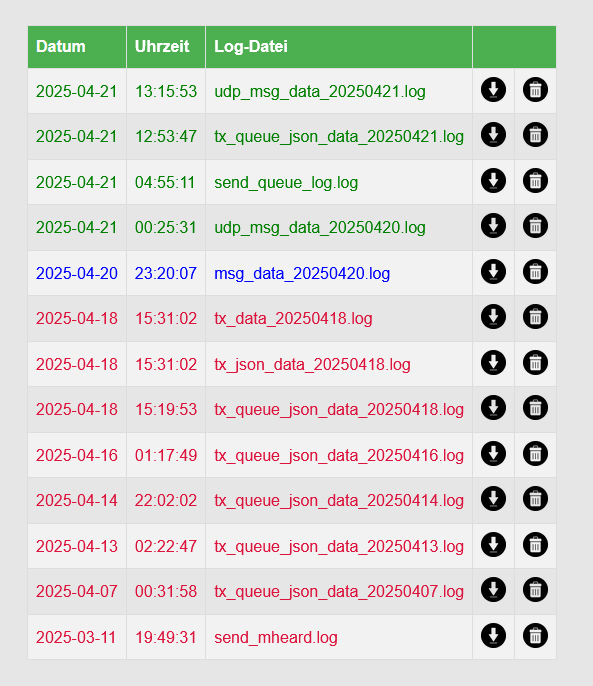 Datum Uhrzeit Log-Datei
2025-04-21 13:15:53 udp_msg_data_20250421.log
2025-04-21 12:53:47 tx_queue_json_data_20250421.log
2025-04-21 04:55:11 send_queue_log.log
2025-04-21 00:25:31 udp_msg_data_20250420.log
2025-04-20 23:20:07 msg_data_20250420.log
2025-04-18 15:31:02 tx_data_20250418.log
2025-04-18 15:31:02 tx_json_data_20250418.log
2025-04-18 15:19:53 tx_queue_json_data_20250418.log
2025-04-16 01:17:49 tx_queue_json_data_20250416.log
2025-04-14 22:02:02 tx_queue_json_data_20250414.log
2025-04-13 02:22:47 tx_queue_json_data_20250413.log
2025-04-07 00:31:58 tx_queue_json_data_20250407.log
2025-03-11 19:49:31 send_mheard.log